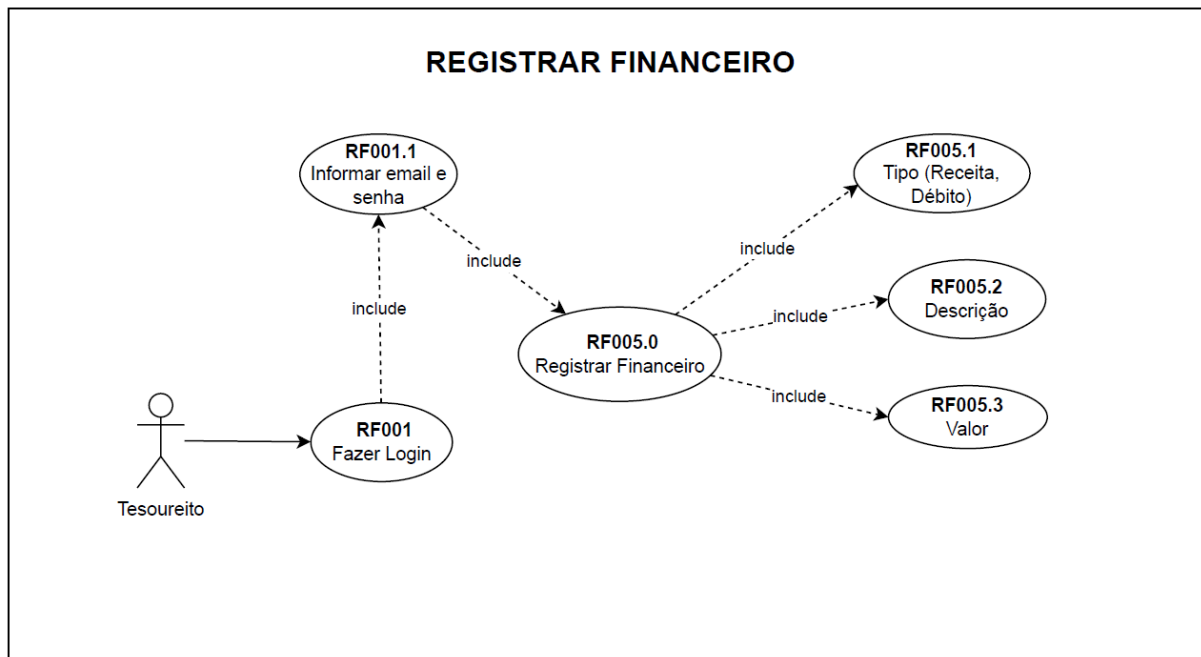 REGISTRAR FINANCEIRO
RF001.1
Informar email e
senha
RF005.1
Tipo (Receita,
Débito)
include
include
include
RF005.2
Descrição
include
RF005.0
Registrar Financeiro
include
RF005.3
Valor
RF001
Fazer Login
Tesoureito